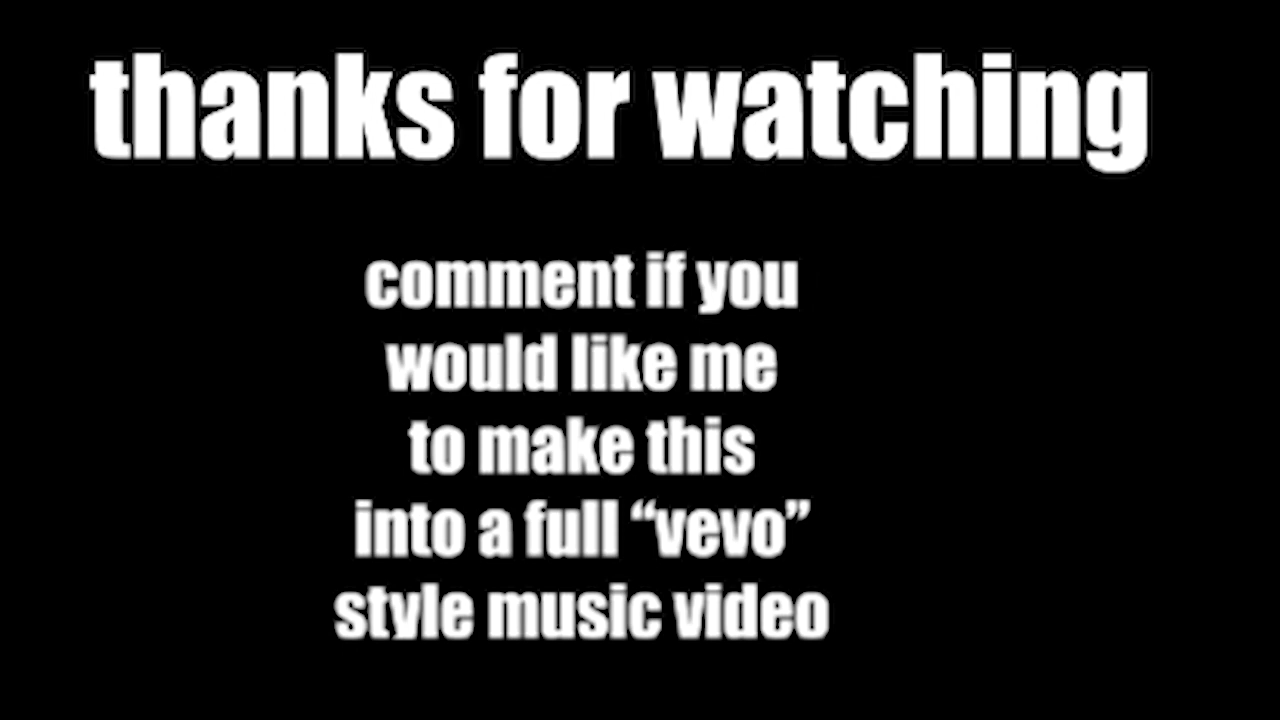 thanks for watching
comment if you
would like me
to make this
into a full “vevo”
style music video